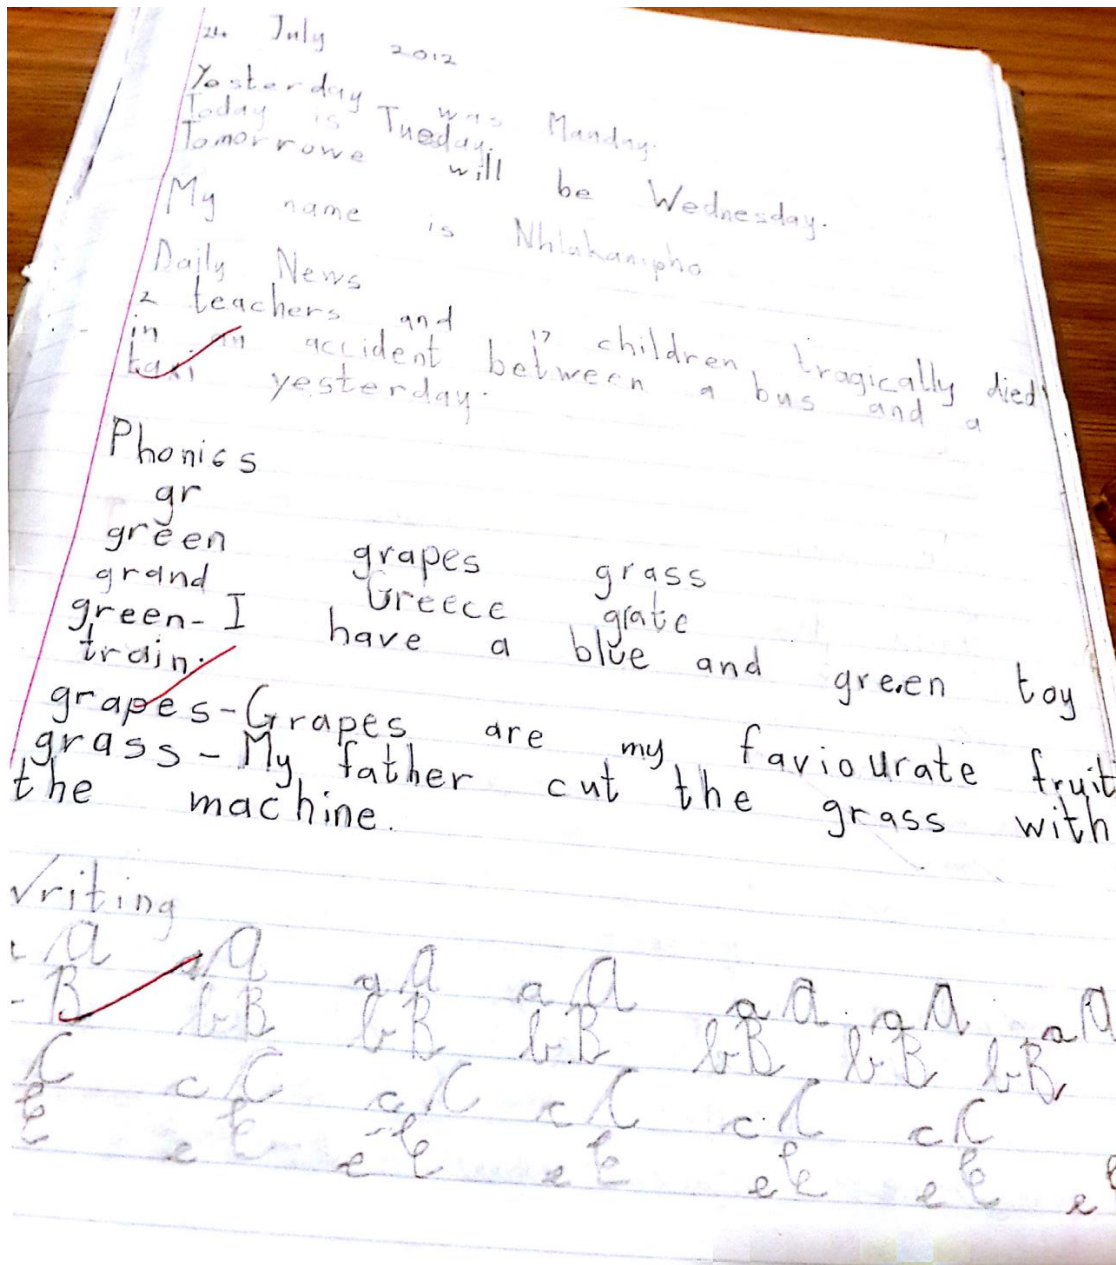 24 July 2012
Yesterday was Manday.
Today is Tueday.
Tomorrowe will be Wednesday.
My name is Nhlakanipho
Daily News
2 teachers and 17 children, tragically died
in an accident between a bus and a
taxi yesterday.
Phonics
gr
green grapes grass
grand Greece grate
green - I have a blue and green toy
train.
grapes - Grapes are my faviourate fruit
grass - My father cut the grass with
the machine.
Writing
A a A a A a A a A a A a A
B b B b B b B b B b B b B
C c C c C c C c C c C
E e E e E e E e E e E e